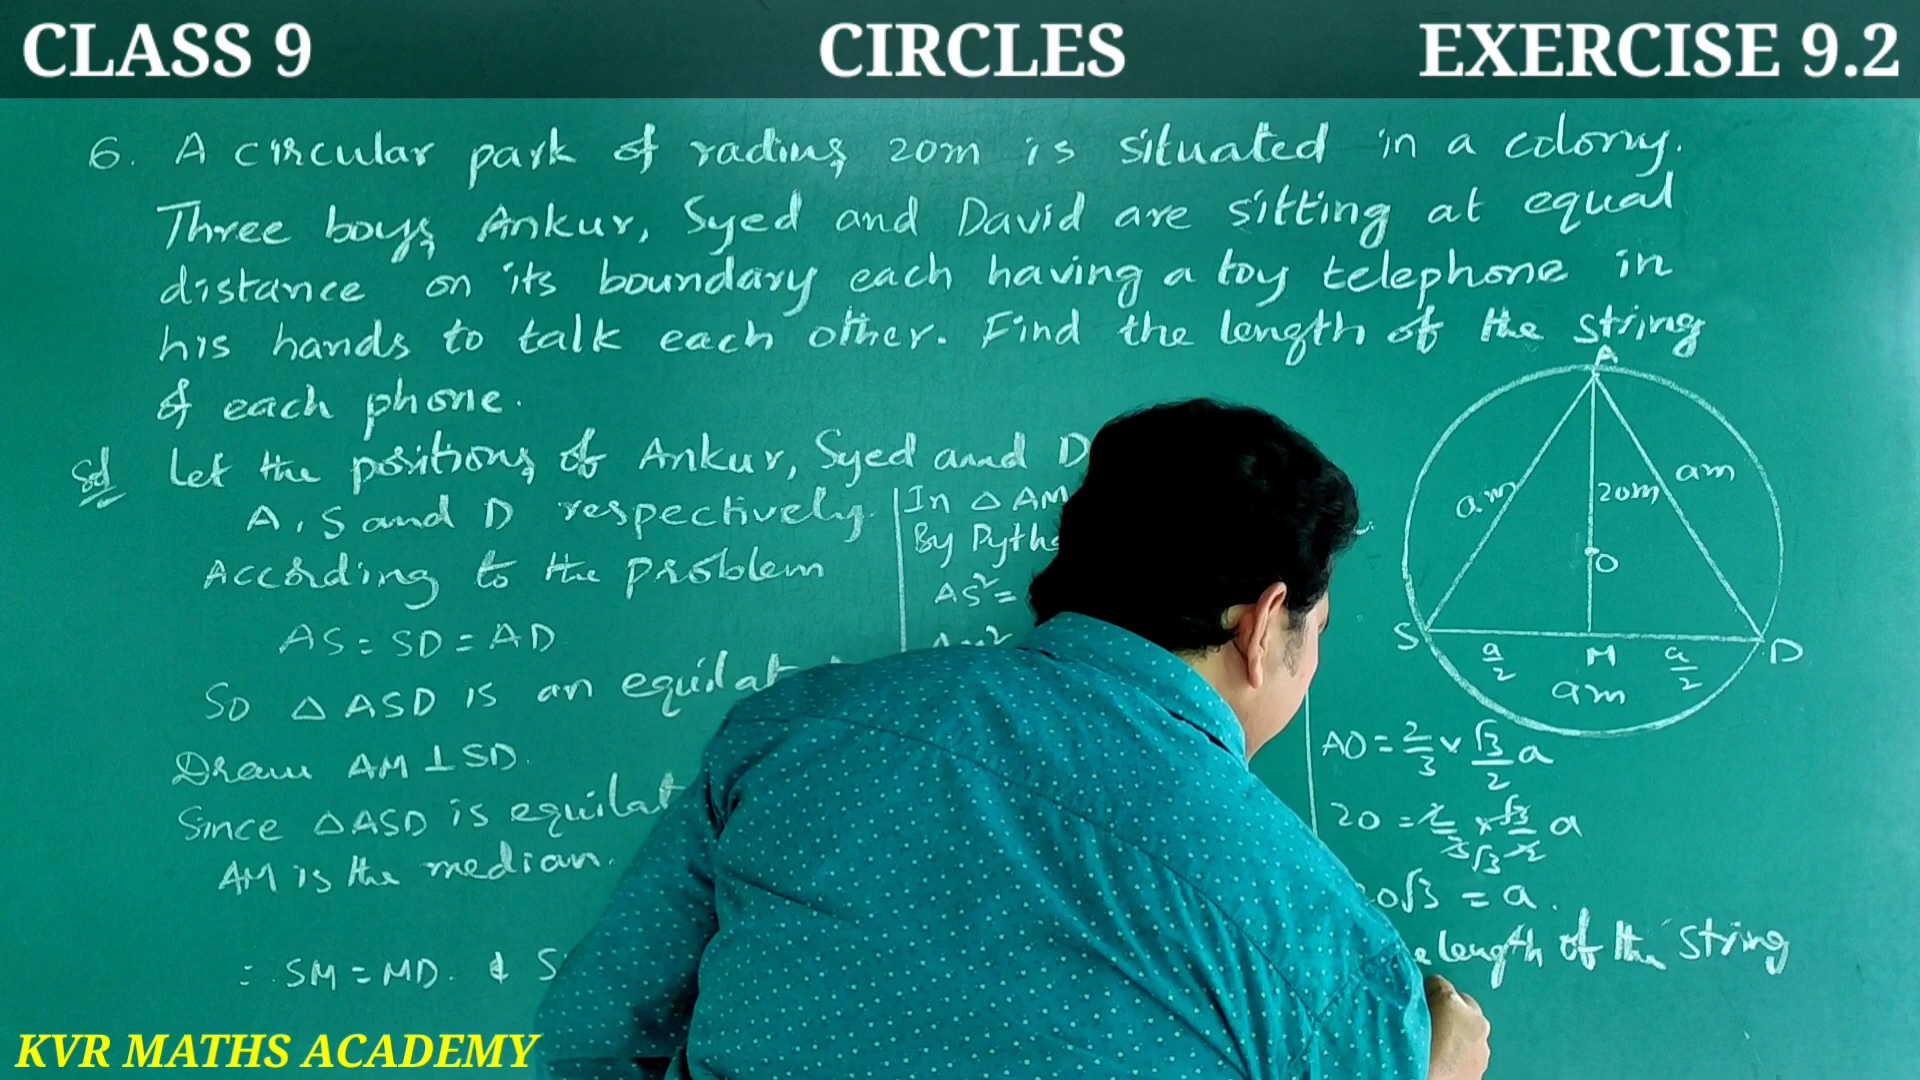 CLASS 9 CIRCLES EXERCISE 9.2
6. A circular park of radius 20m is situated in a colony.
Three boys, Ankur, Syed and David are sitting at equal
distance on its boundary each having a toy telephone in
his hands to talk each other. Find the length of the string
of each phone.
Sol Let the positions of Ankur, Syed and D
A, S and D respectively.
According to the problem
AS = SD = AD
So △ ASD is an equilat
Draw AM ⊥ SD.
Since △ASD is equilat
AM is the median.
∴ SM = MD. & S
In △ AM
By Pytha
AS² =
A
am
20m
am
O
S
a/2
M
a/2
D
am
AO = 2/3 × √3/2 a
20 = 2/3 × √3/2 a
3 √3 2
0√3 = a.
e length of the string
KVR MATHS ACADEMY